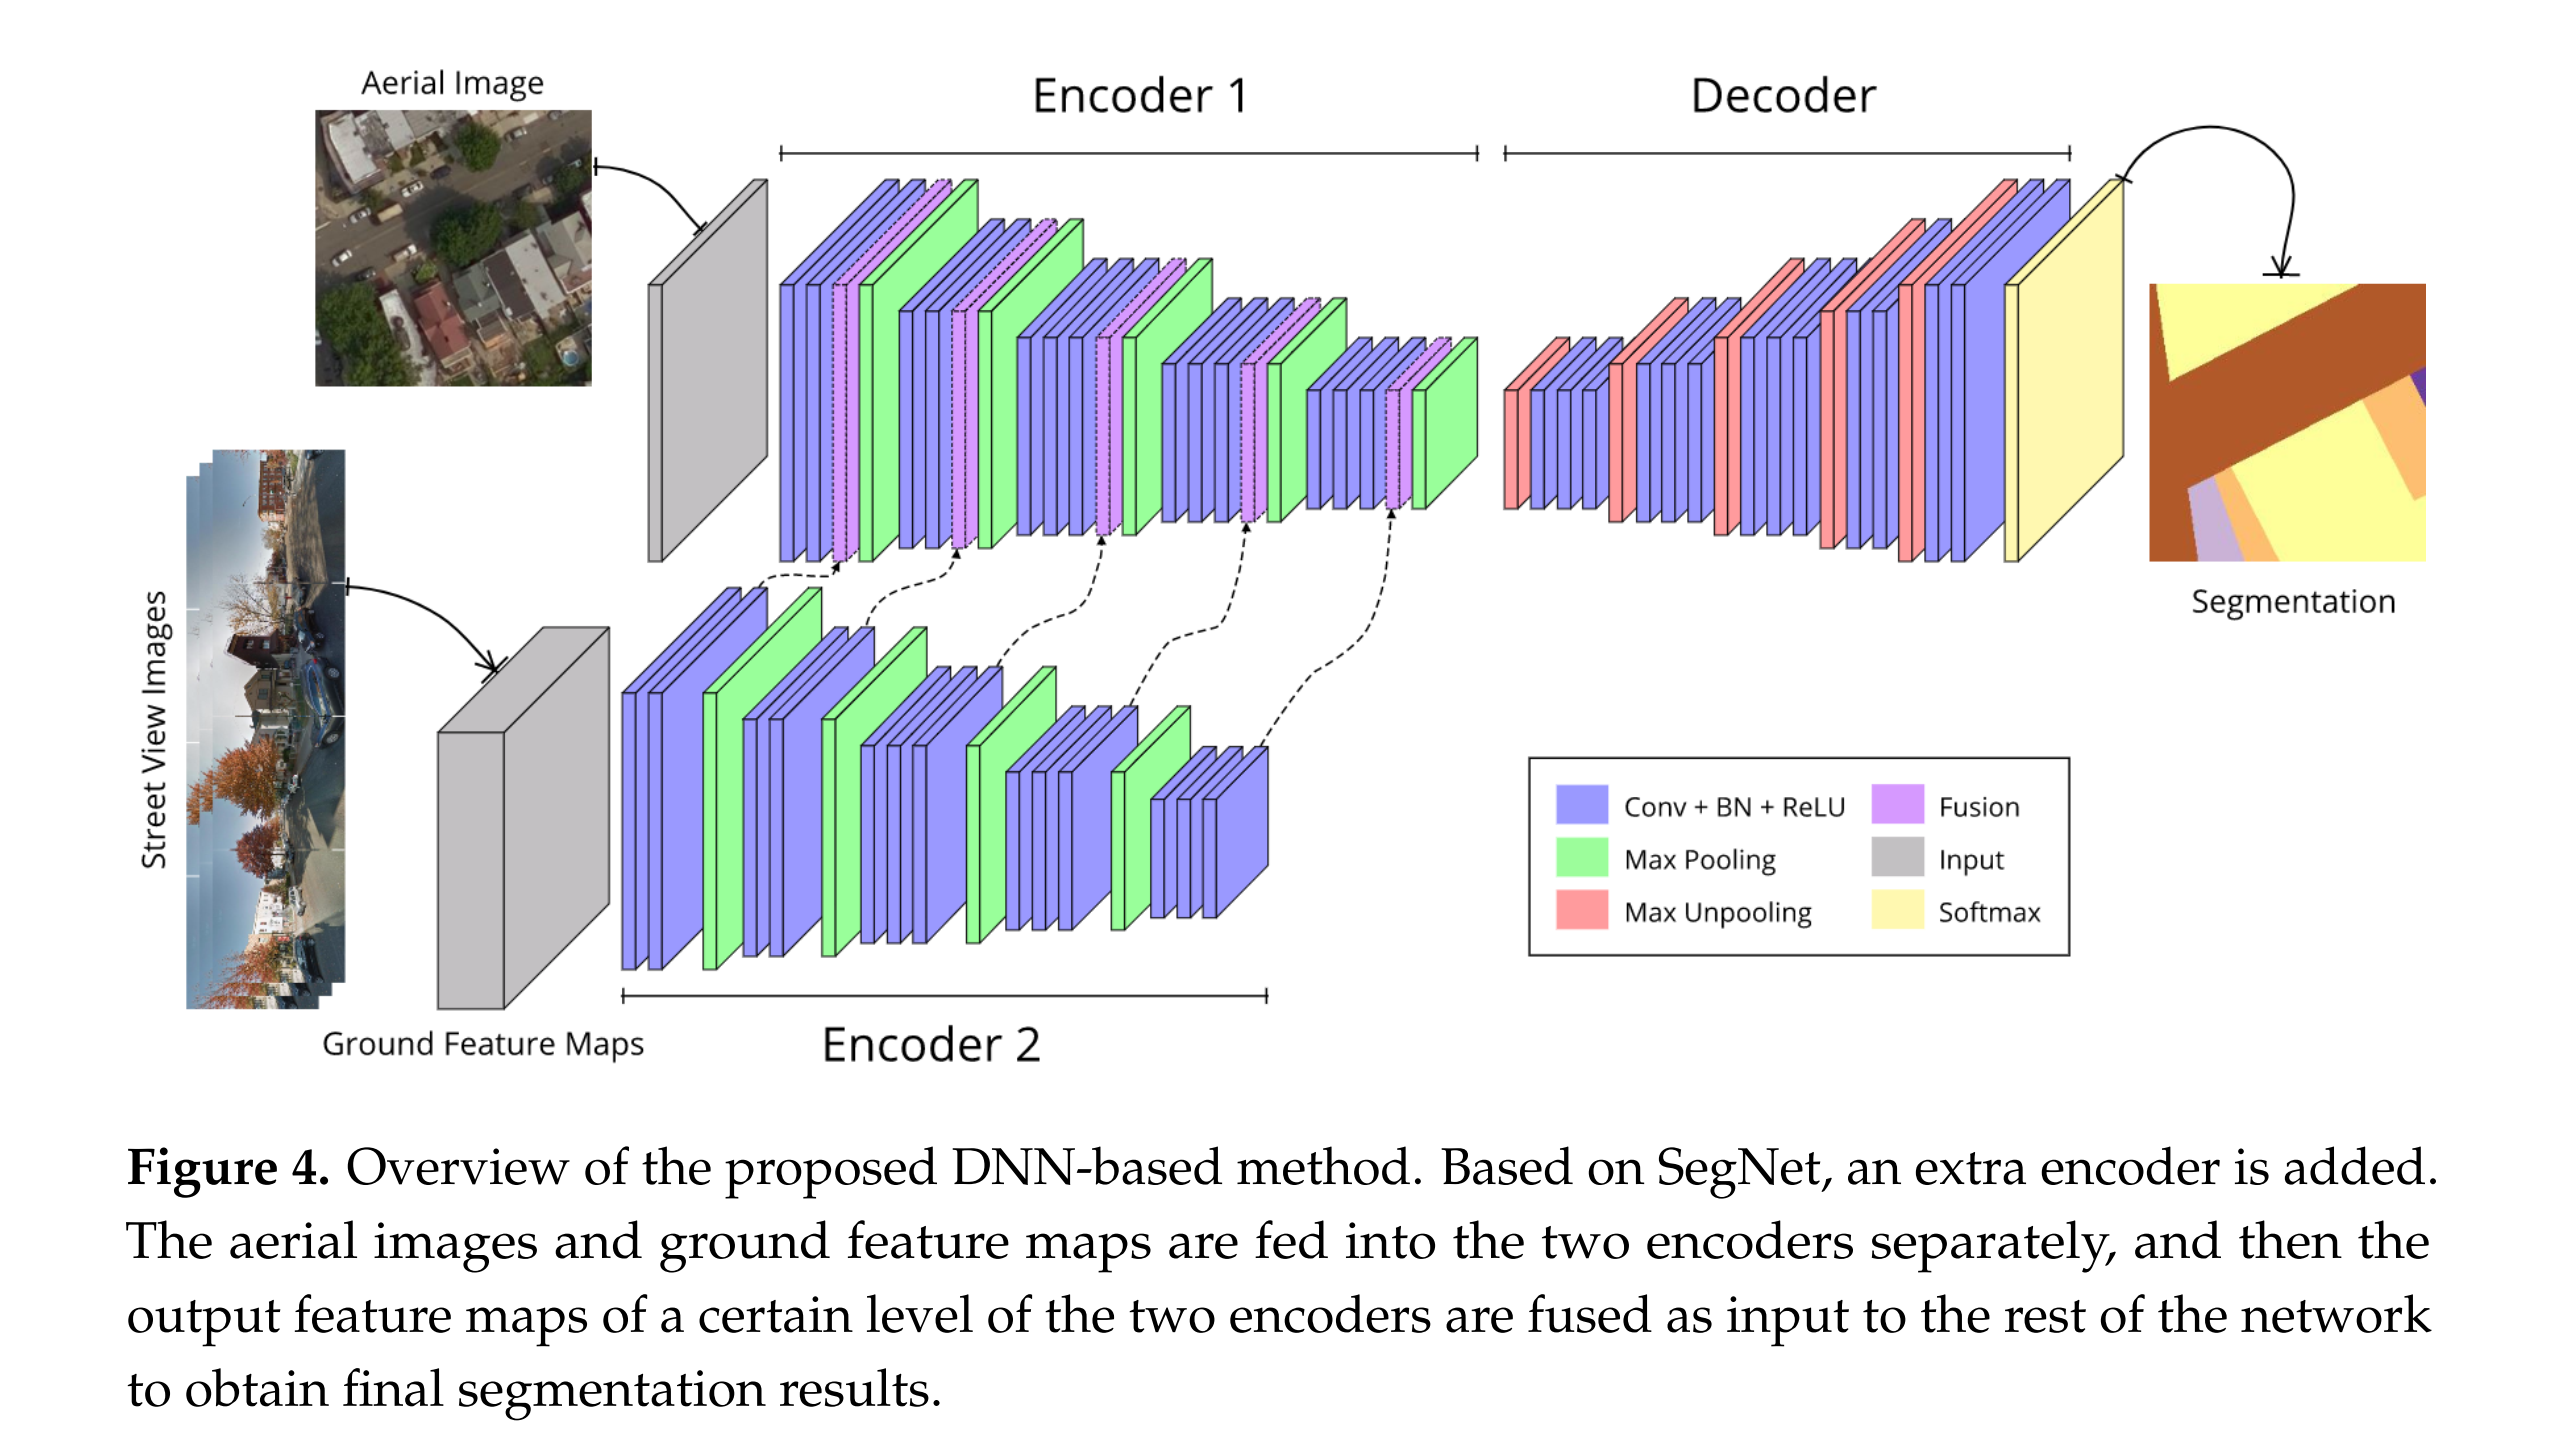 Aerial Image
Encoder 1
Decoder
Street View Images
Segmentation
Ground Feature Maps
Encoder 2
Conv + BN + ReLU
Fusion
Max Pooling
Input
Max Unpooling
Softmax
Figure 4. Overview of the proposed DNN-based method. Based on SegNet, an extra encoder is added.
The aerial images and ground feature maps are fed into the two encoders separately, and then the
output feature maps of a certain level of the two encoders are fused as input to the rest of the network
to obtain final segmentation results.